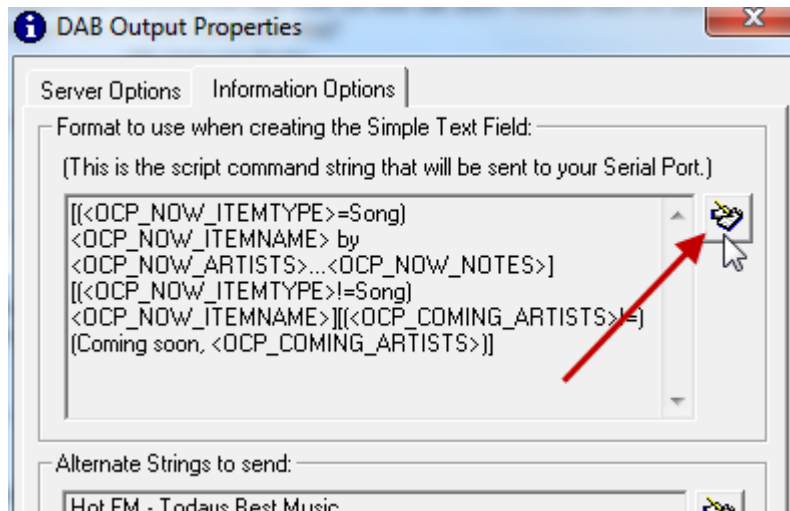 DAB Output Properties
Server Options
Information Options
Format to use when creating the Simple Text Field:
(This is the script command string that will be sent to your Serial Port.)
[(<OCP_NOW_ITEMTYPE>=Song)
<OCP_NOW_ITEMNAME> by
<OCP_NOW_ARTISTS>...<OCP_NOW_NOTES>]
[(<OCP_NOW_ITEMTYPE>!=Song)
<OCP_NOW_ITEMNAME>][(<OCP_COMING_ARTISTS>!=)
(Coming soon, <OCP_COMING_ARTISTS>)]
Alternate Strings to send:
Hot FM - Todays Best Music